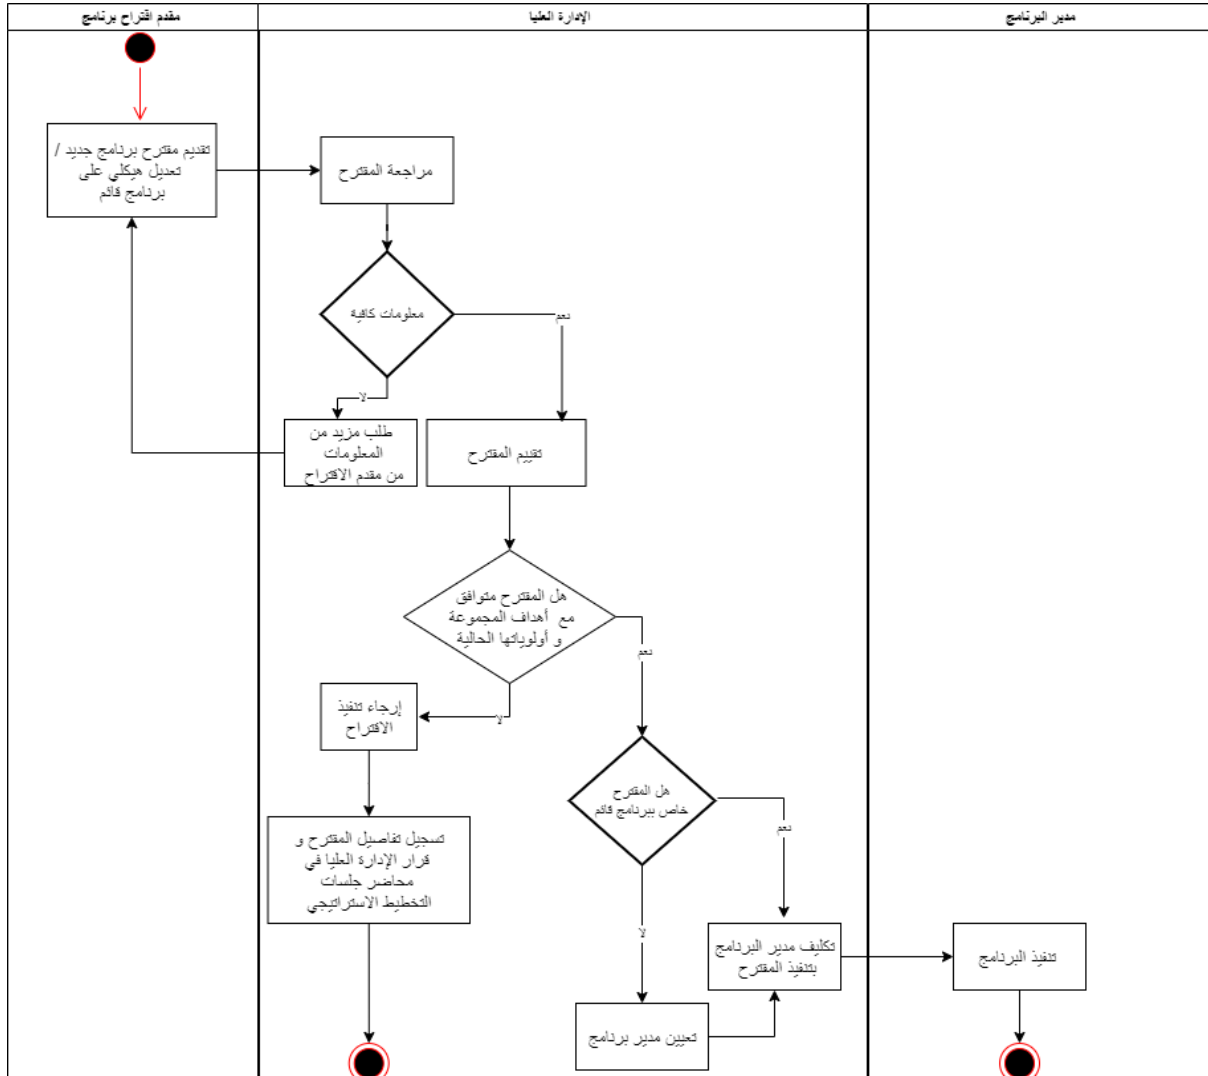 مقدم اقتراح برنامج
الإدارة العليا
مدير البرنامج
تقديم مقترح برنامج جديد /
تعديل هيكلي على
برنامج قائم
مراجعة المقترح
معلومات كافية
نعم
لا
طلب مزيد من
المعلومات
من مقدم الاقتراح
تقييم المقترح
هل المقترح متوافق
مع أهداف المجموعة
و أولوياتها الحالية
نعم
لا
إرجاء تنفيذ
الاقتراح
هل المقترح
خاص ببرنامج قائم
نعم
لا
تسجيل تفاصيل المقترح و
قرار الإدارة العليا في
محاضر جلسات
التخطيط الاستراتيجي
تكليف مدير البرنامج
بتنفيذ المقترح
تنفيذ البرنامج
تعيين مدير برنامج